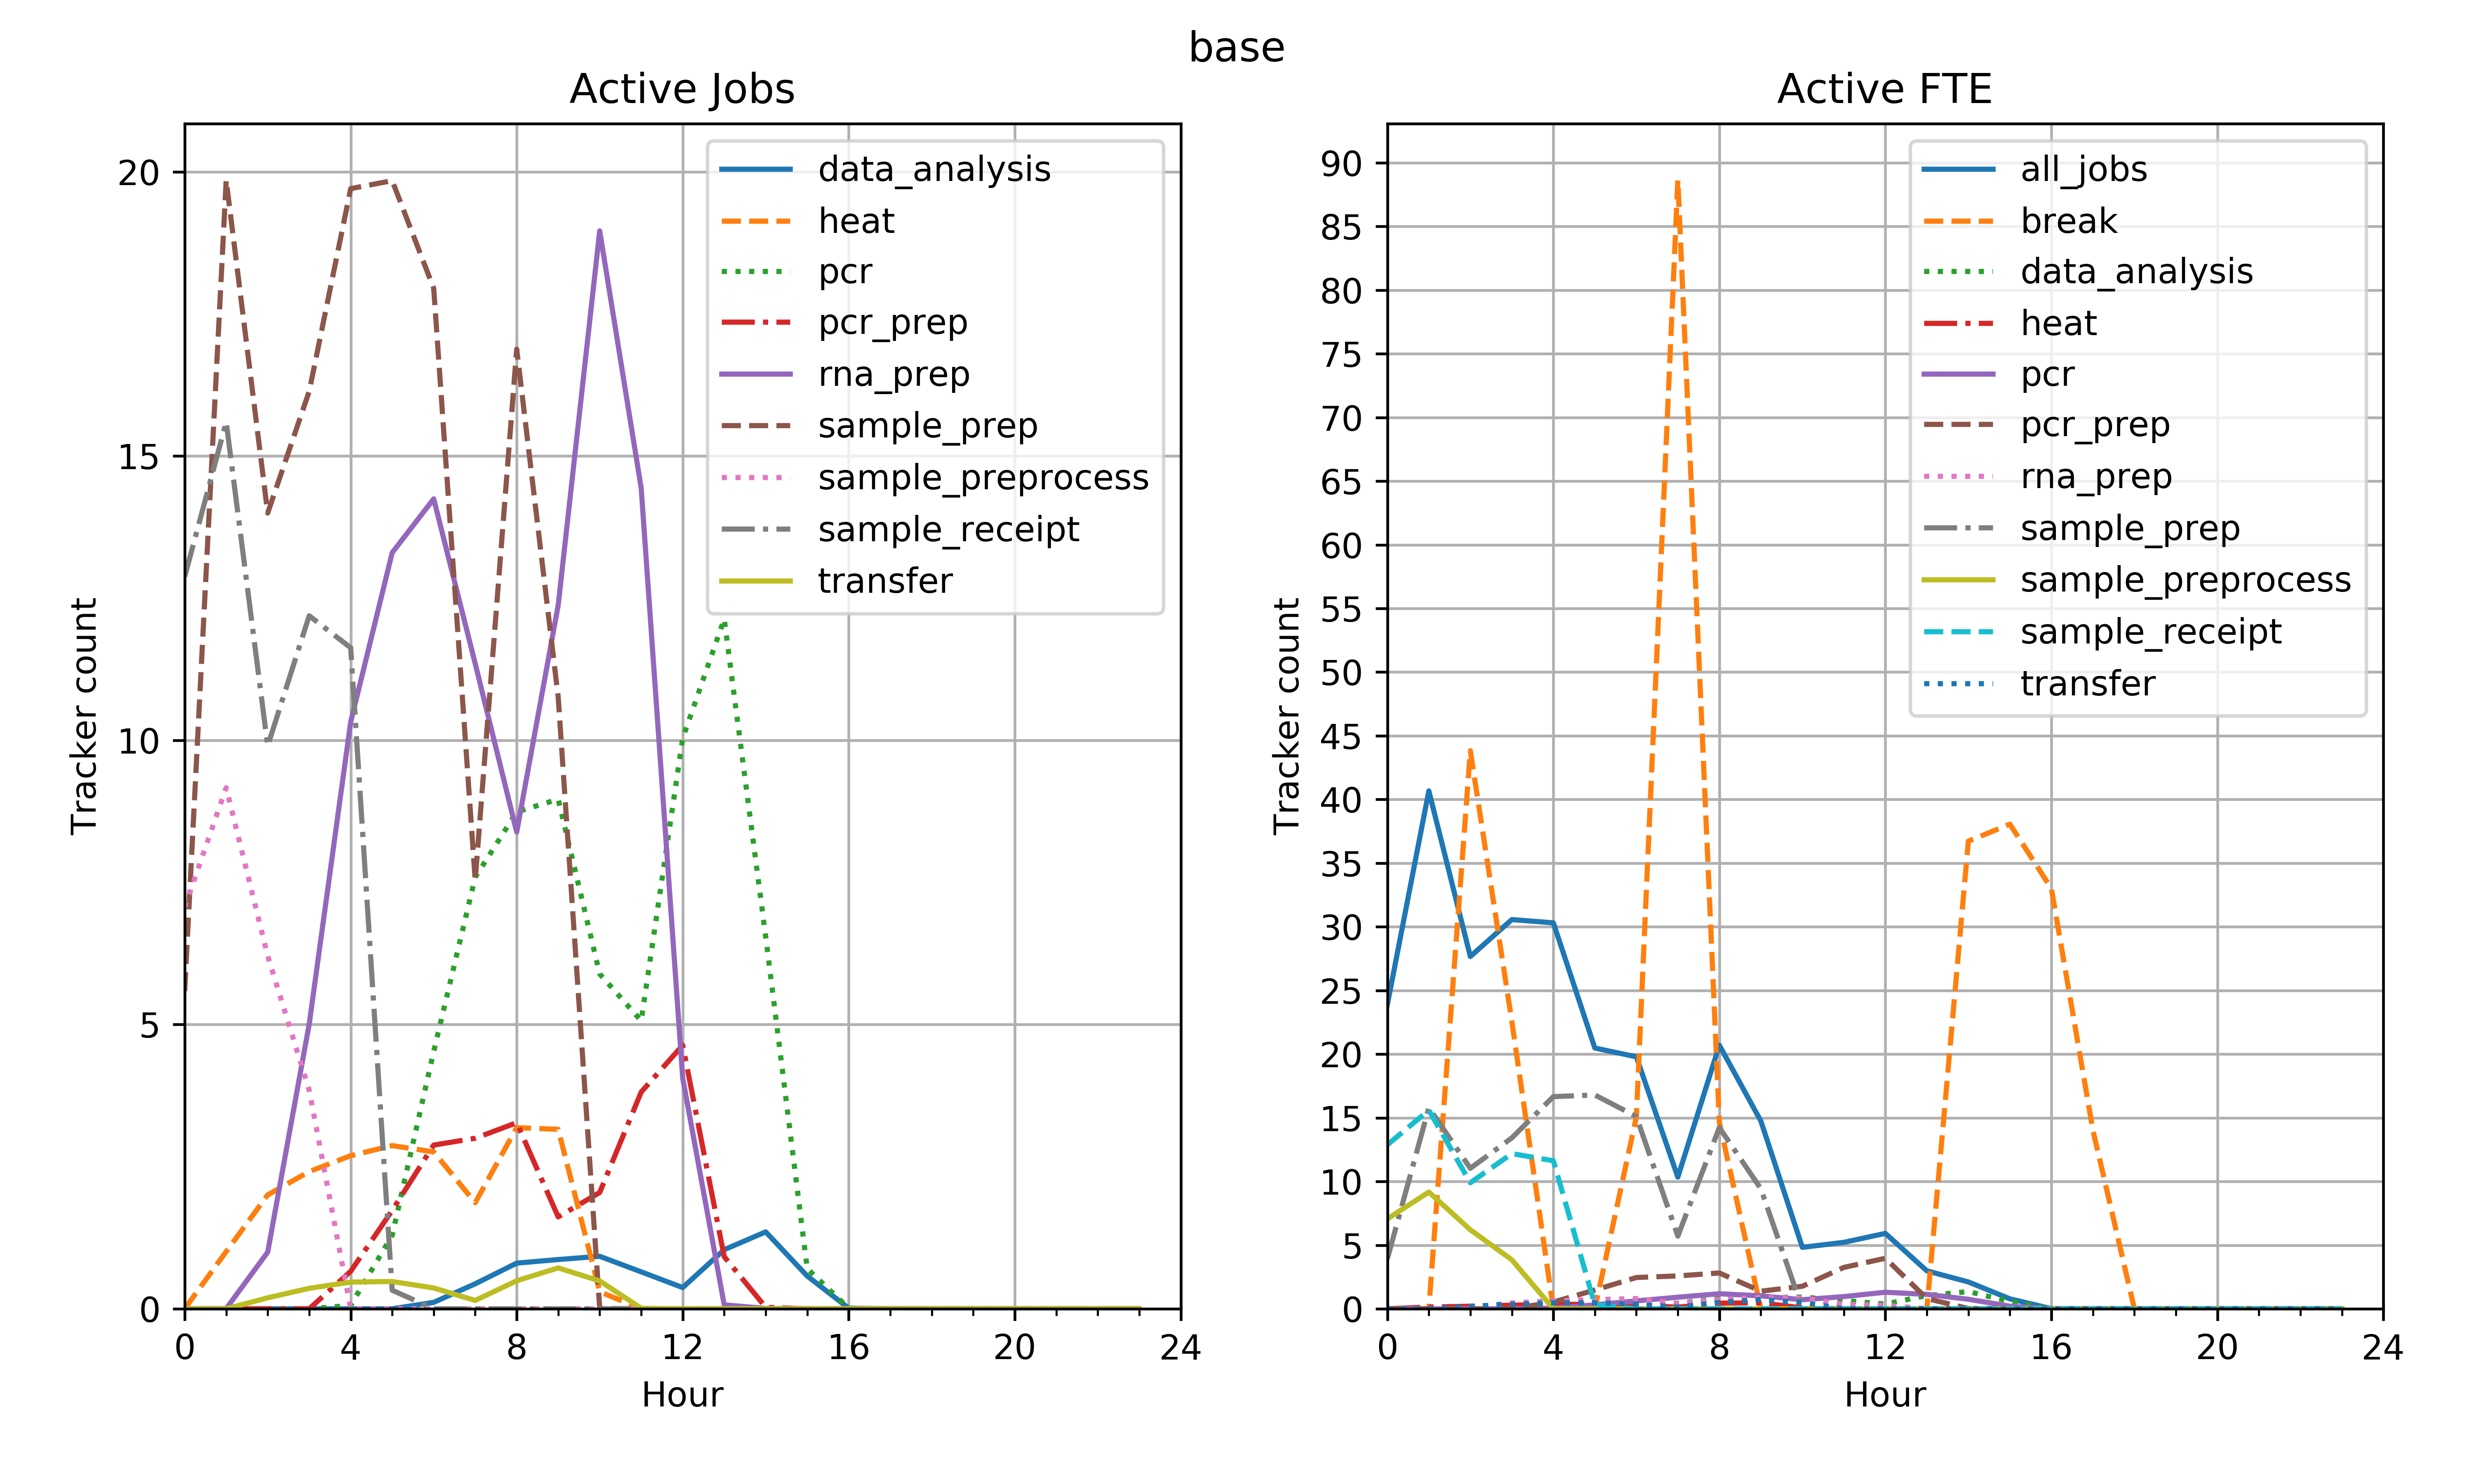 base
Active Jobs
20
15
10
5
0
0 4 8 12 16 20 24
Tracker count
Hour
data_analysis
heat
pcr
pcr_prep
rna_prep
sample_prep
sample_preprocess
sample_receipt
transfer
Active FTE
90
85
80
75
70
65
60
55
50
45
40
35
30
25
20
15
10
5
0
0 4 8 12 16 20 24
Tracker count
Hour
all_jobs
break
data_analysis
heat
pcr
pcr_prep
rna_prep
sample_prep
sample_preprocess
sample_receipt
transfer